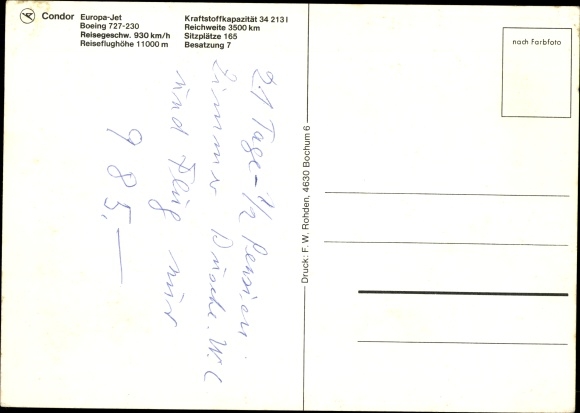 Condor Europa-Jet
Boeing 727-230
Reisegeschw. 930 km/h
Reiseflughöhe 11000 m
Kraftstoffkapazität 34 213 l
Reichweite 3500 km
Sitzplätze 165
Besatzung 7
nach Farbfoto
Druck: F. W. Rohden, 4630 Bochum 6
21 Tage - 1/2 Pension
Zimmer Dusche. W.C
und Flug nur
985,—